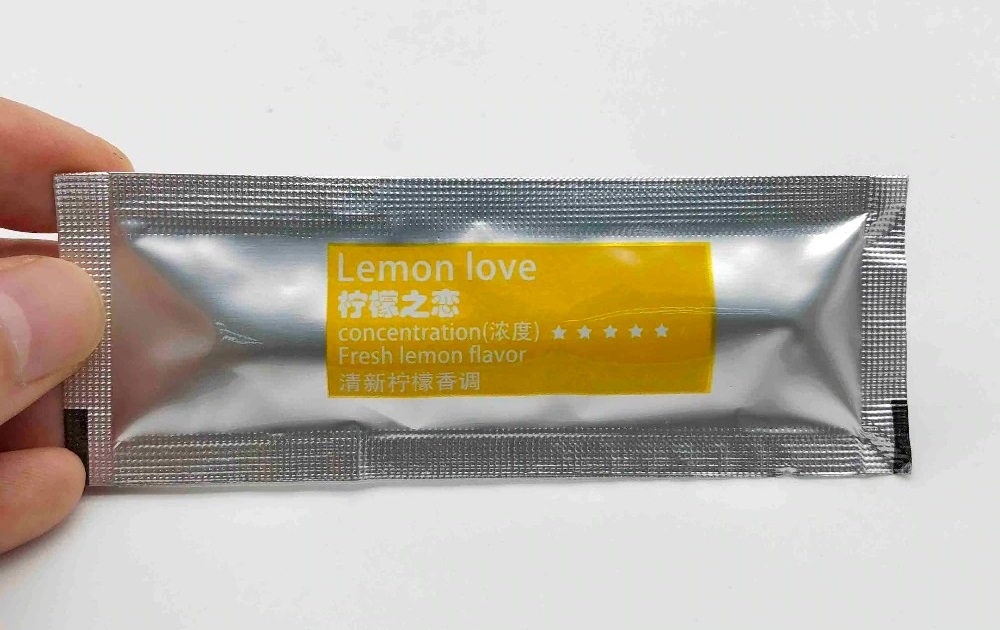 Lemon love
柠檬之恋
concentration(浓度) ★★★★★
Fresh lemon flavor
清新柠檬香调